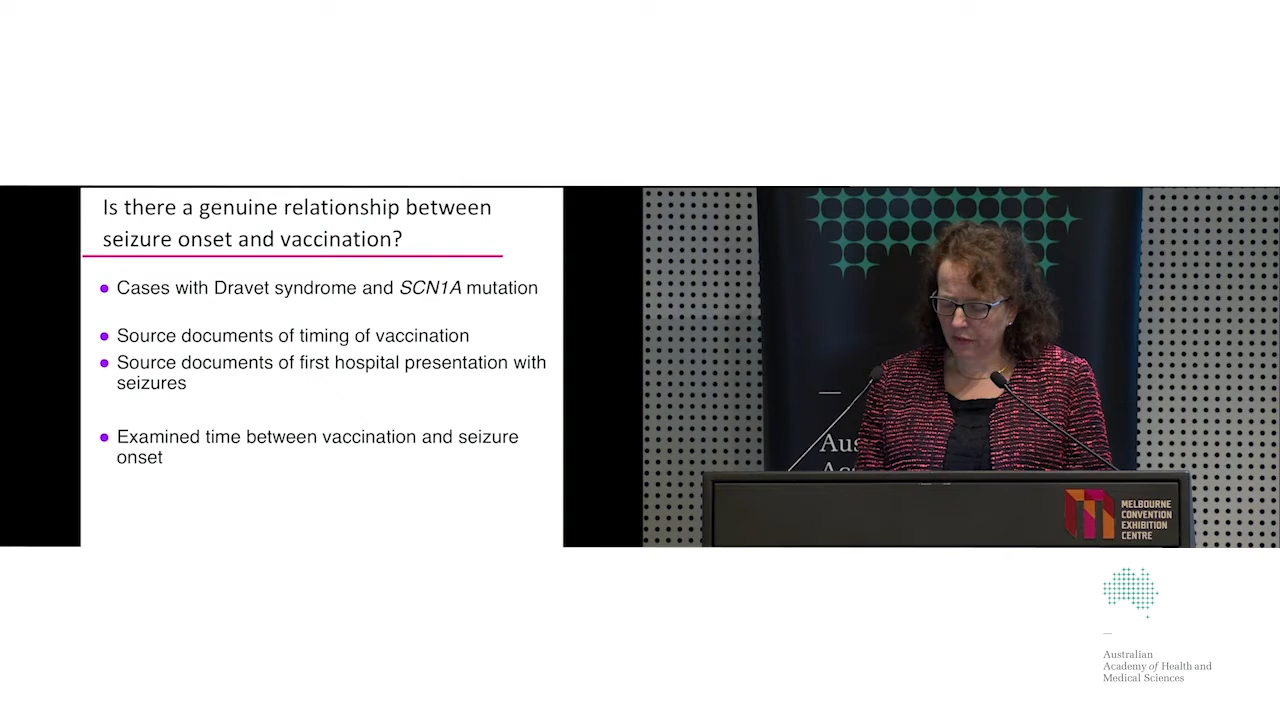 Is there a genuine relationship between
seizure onset and vaccination?
Cases with Dravet syndrome and SCN1A mutation
Source documents of timing of vaccination
Source documents of first hospital presentation with
seizures
Examined time between vaccination and seizure
onset
MELBOURNE
CONVENTION
EXHIBITION
CENTRE
Australian
Academy of Health and
Medical Sciences